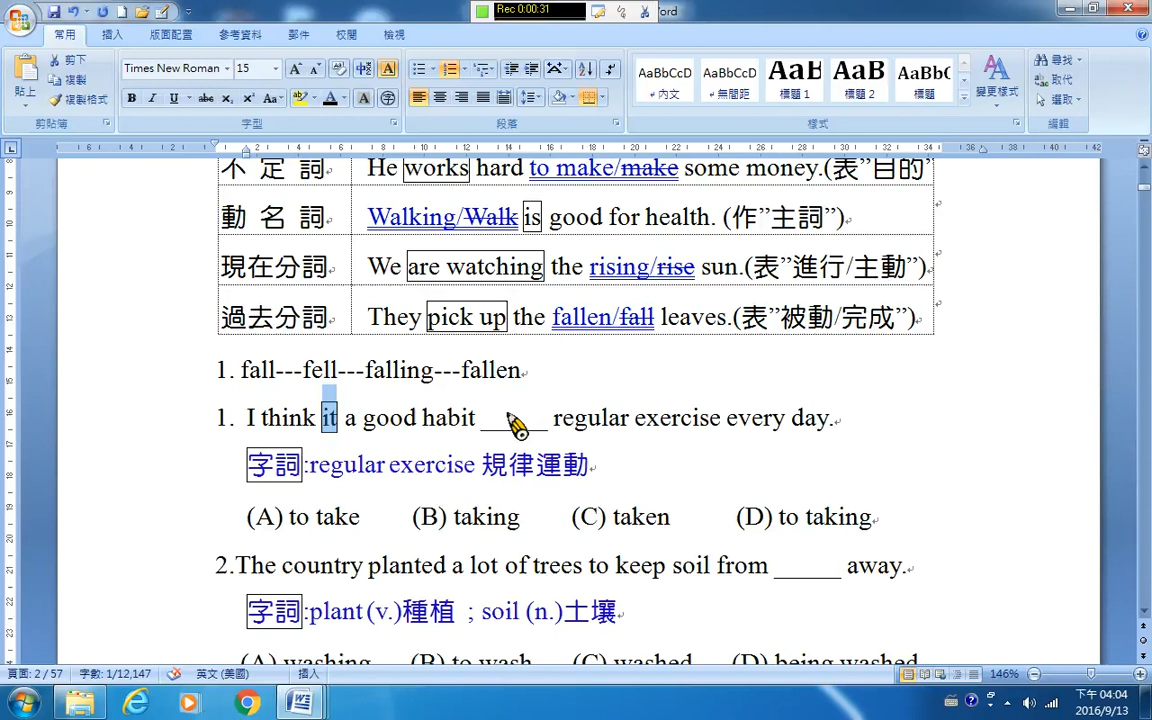 Rec 0:00:31
ord
常用 插入 版面配置 參考資料 郵件 校閱 檢視
貼上 剪下 複製 複製格式 剪貼簿
Times New Roman 15 字型
段落
AaBbCcD AaBbCcD AaB AaB AaBbC
內文 無間距 標題 1 標題 2 標題 變更樣式 樣式
尋找 取代 選取 編輯
不 定 詞 He works hard to make/make some money.(表”目的”
動 名 詞 Walking/Walk is good for health. (作”主詞”)
現在分詞 We are watching the rising/rise sun.(表”進行/主動”)
過去分詞 They pick up the fallen/fall leaves.(表”被動/完成”)
1. fall---fell---falling---fallen
1. I think it a good habit ______ regular exercise every day.
字詞:regular exercise 規律運動
(A) to take (B) taking (C) taken (D) to taking
2.The country planted a lot of trees to keep soil from ______ away.
字詞:plant (v.)種植 ; soil (n.)土壤
(A) washing (B) to wash (C) washed (D) being washed
頁面: 2 / 57 字數: 1/12,147 英文 (美國) 插入 146%
下午 04:04
2016/9/13